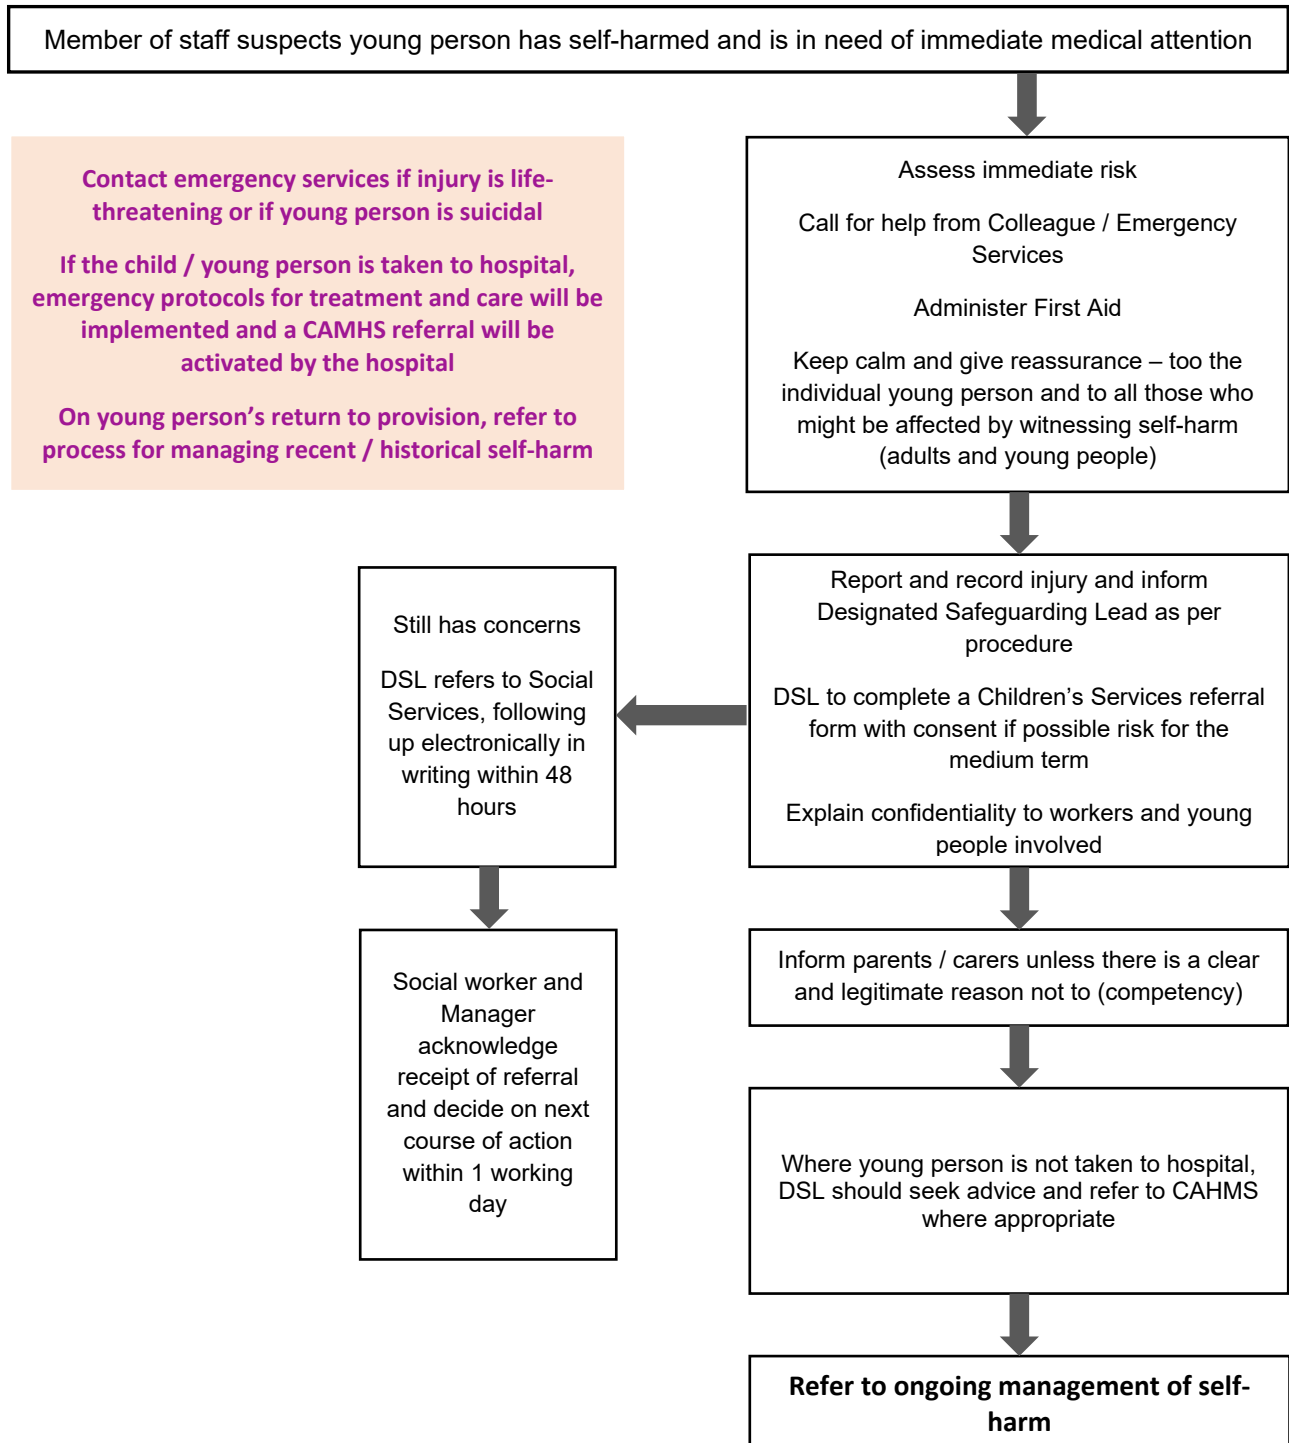 Member of staff suspects young person has self-harmed and is in need of immediate medical attention
Contact emergency services if injury is life-
threatening or if young person is suicidal
If the child / young person is taken to hospital,
emergency protocols for treatment and care will be
implemented and a CAMHS referral will be
activated by the hospital
On young person’s return to provision, refer to
process for managing recent / historical self-harm
Assess immediate risk
Call for help from Colleague / Emergency
Services
Administer First Aid
Keep calm and give reassurance – too the
individual young person and to all those who
might be affected by witnessing self-harm
(adults and young people)
Report and record injury and inform
Designated Safeguarding Lead as per
procedure
DSL to complete a Children’s Services referral
form with consent if possible risk for the
medium term
Explain confidentiality to workers and young
people involved
Still has concerns
DSL refers to Social
Services, following
up electronically in
writing within 48
hours
Social worker and
Manager
acknowledge
receipt of referral
and decide on next
course of action
within 1 working
day
Inform parents / carers unless there is a clear
and legitimate reason not to (competency)
Where young person is not taken to hospital,
DSL should seek advice and refer to CAHMS
where appropriate
Refer to ongoing management of self-
harm